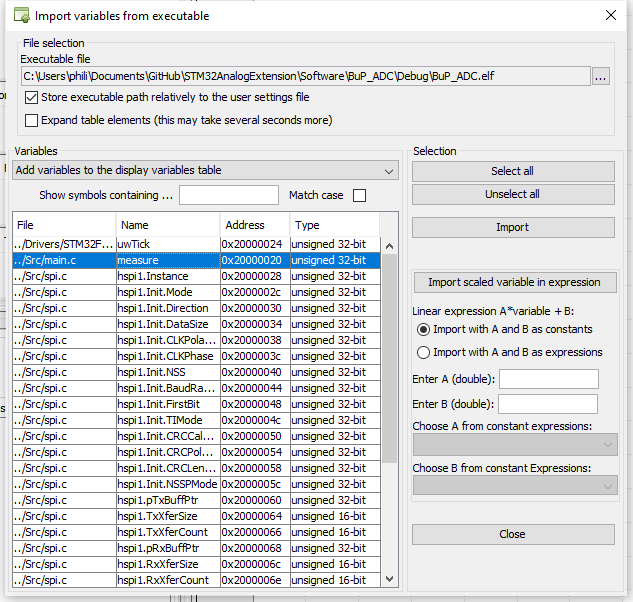 Import variables from executable
File selection
Executable file
C:\Users\phili\Documents\GitHub\STM32AnalogExtension\Software\BuP_ADC\Debug\BuP_ADC.elf ...
Store executable path relatively to the user settings file
Expand table elements (this may take several seconds more)
Variables
Add variables to the display variables table
Show symbols containing ... Match case
File Name Address Type
../Drivers/STM32F... uwTick 0x20000024 unsigned 32-bit
../Src/main.c measure 0x20000020 unsigned 32-bit
../Src/spi.c hspi1.Instance 0x20000028 unsigned 32-bit
../Src/spi.c hspi1.Init.Mode 0x2000002c unsigned 32-bit
../Src/spi.c hspi1.Init.Direction 0x20000030 unsigned 32-bit
../Src/spi.c hspi1.Init.DataSize 0x20000034 unsigned 32-bit
../Src/spi.c hspi1.Init.CLKPola... 0x20000038 unsigned 32-bit
../Src/spi.c hspi1.Init.CLKPhase 0x2000003c unsigned 32-bit
../Src/spi.c hspi1.Init.NSS 0x20000040 unsigned 32-bit
../Src/spi.c hspi1.Init.BaudRa... 0x20000044 unsigned 32-bit
../Src/spi.c hspi1.Init.FirstBit 0x20000048 unsigned 32-bit
../Src/spi.c hspi1.Init.TIMode 0x2000004c unsigned 32-bit
../Src/spi.c hspi1.Init.CRCCal... 0x20000050 unsigned 32-bit
../Src/spi.c hspi1.Init.CRCPol... 0x20000054 unsigned 32-bit
../Src/spi.c hspi1.Init.CRCLen... 0x20000058 unsigned 32-bit
../Src/spi.c hspi1.Init.NSSPMode 0x2000005c unsigned 32-bit
../Src/spi.c hspi1.pTxBuffPtr 0x20000060 unsigned 32-bit
../Src/spi.c hspi1.TxXferSize 0x20000064 unsigned 16-bit
../Src/spi.c hspi1.TxXferCount 0x20000066 unsigned 16-bit
../Src/spi.c hspi1.pRxBuffPtr 0x20000068 unsigned 32-bit
../Src/spi.c hspi1.RxXferSize 0x2000006c unsigned 16-bit
../Src/spi.c hspi1.RxXferCount 0x2000006e unsigned 16-bit
Selection
Select all
Unselect all
Import
Import scaled variable in expression
Linear expression A*variable + B:
Import with A and B as constants
Import with A and B as expressions
Enter A (double):
Enter B (double):
Choose A from constant expressions:
Choose B from constant Expressions:
Close